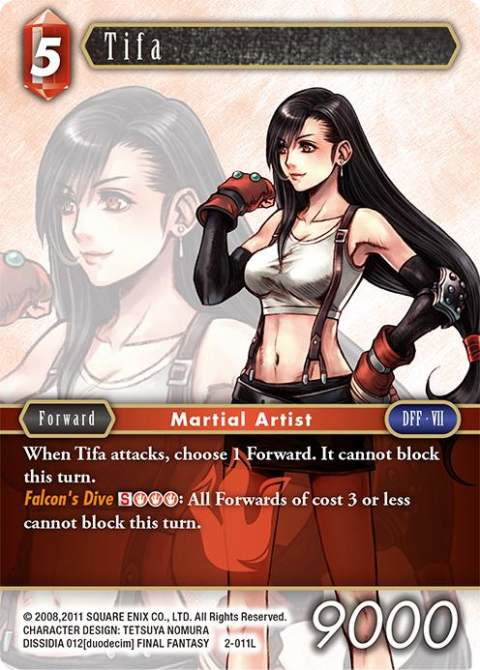 5
Tifa
Forward
Martial Artist
DFF · VII
When Tifa attacks, choose 1 Forward. It cannot block
this turn.
Falcon's Dive S: All Forwards of cost 3 or less
cannot block this turn.
© 2008,2011 SQUARE ENIX CO., LTD. All Rights Reserved.
CHARACTER DESIGN: TETSUYA NOMURA
DISSIDIA 012[duodecim] FINAL FANTASY 2-011L
9000